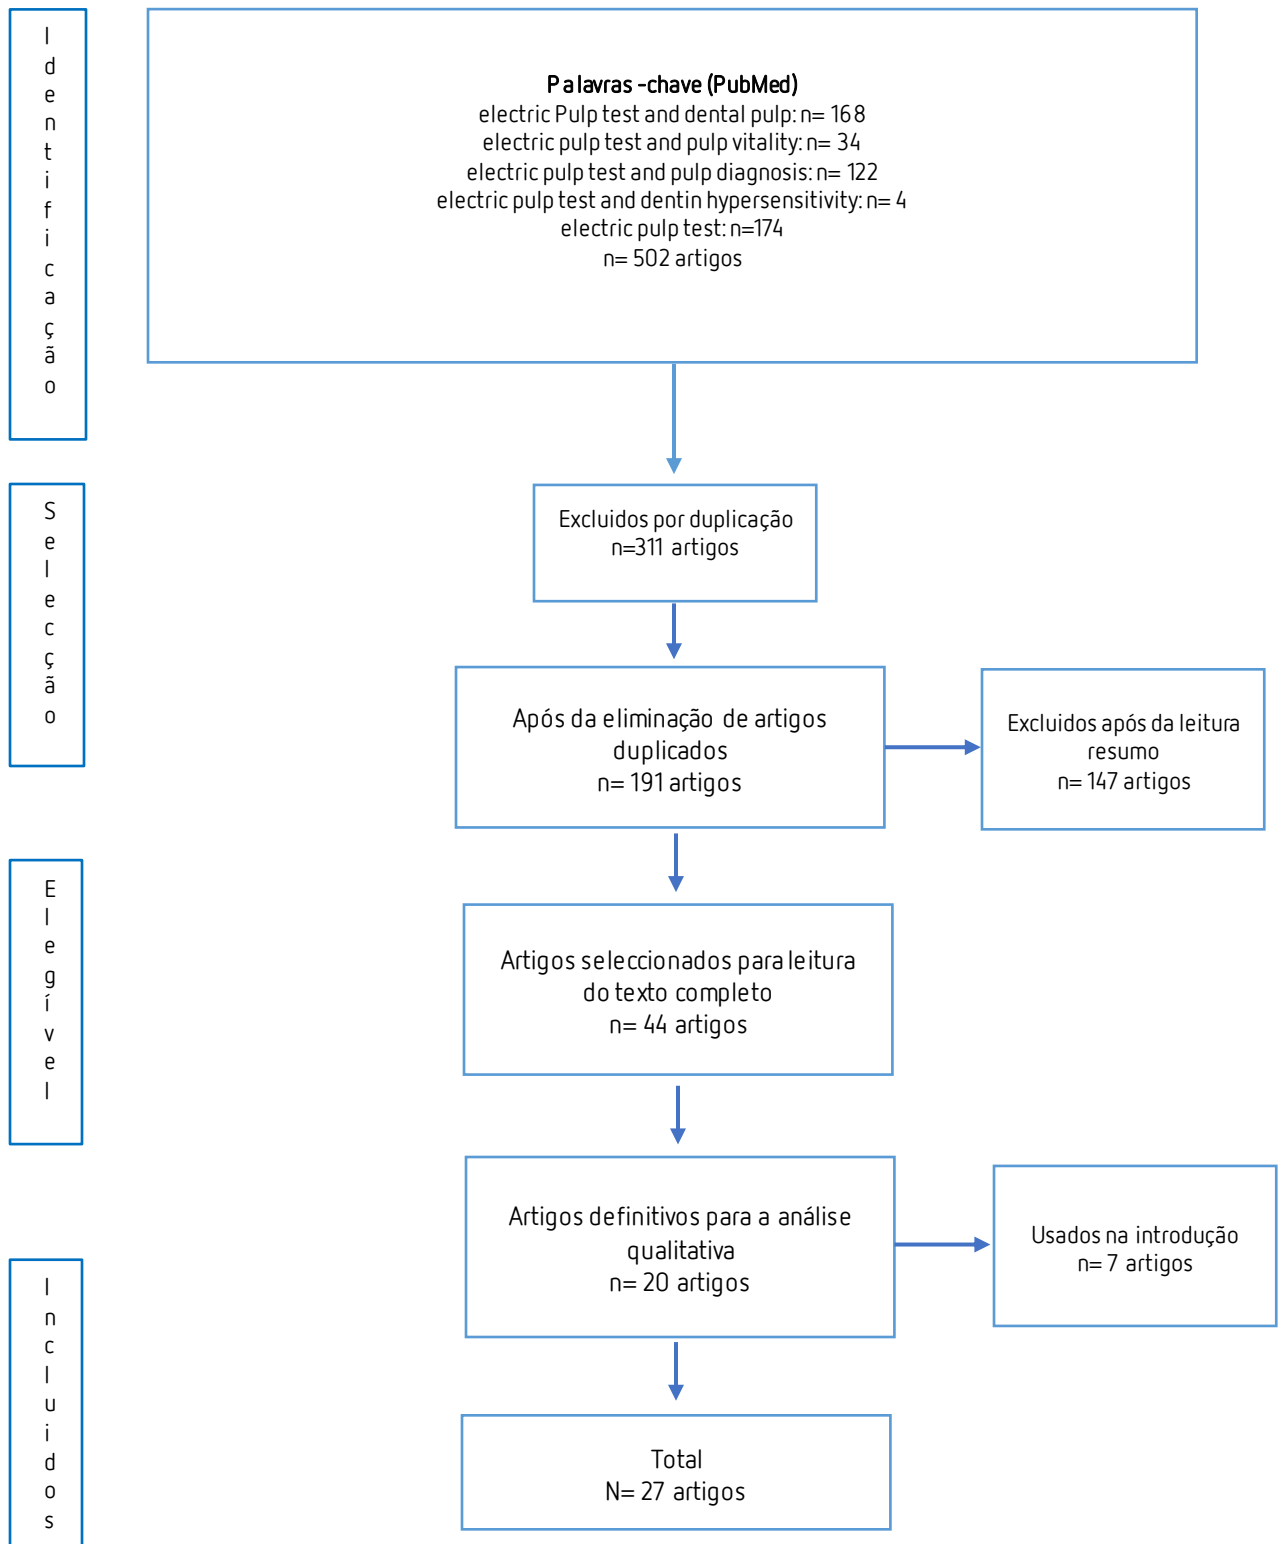 Identificação
Palavras -chave (PubMed)
electric Pulp test and dental pulp: n= 168
electric pulp test and pulp vitality: n= 34
electric pulp test and pulp diagnosis: n= 122
electric pulp test and dentin hypersensitivity: n= 4
electric pulp test: n=174
n= 502 artigos
Selecção
Excluidos por duplicação
n=311 artigos
Após da eliminação de artigos
duplicados
n= 191 artigos
Excluidos após da leitura
resumo
n= 147 artigos
Elegível
Artigos seleccionados para leitura
do texto completo
n= 44 artigos
Artigos definitivos para a análise
qualitativa
n= 20 artigos
Usados na introdução
n= 7 artigos
Incluidos
Total
N= 27 artigos